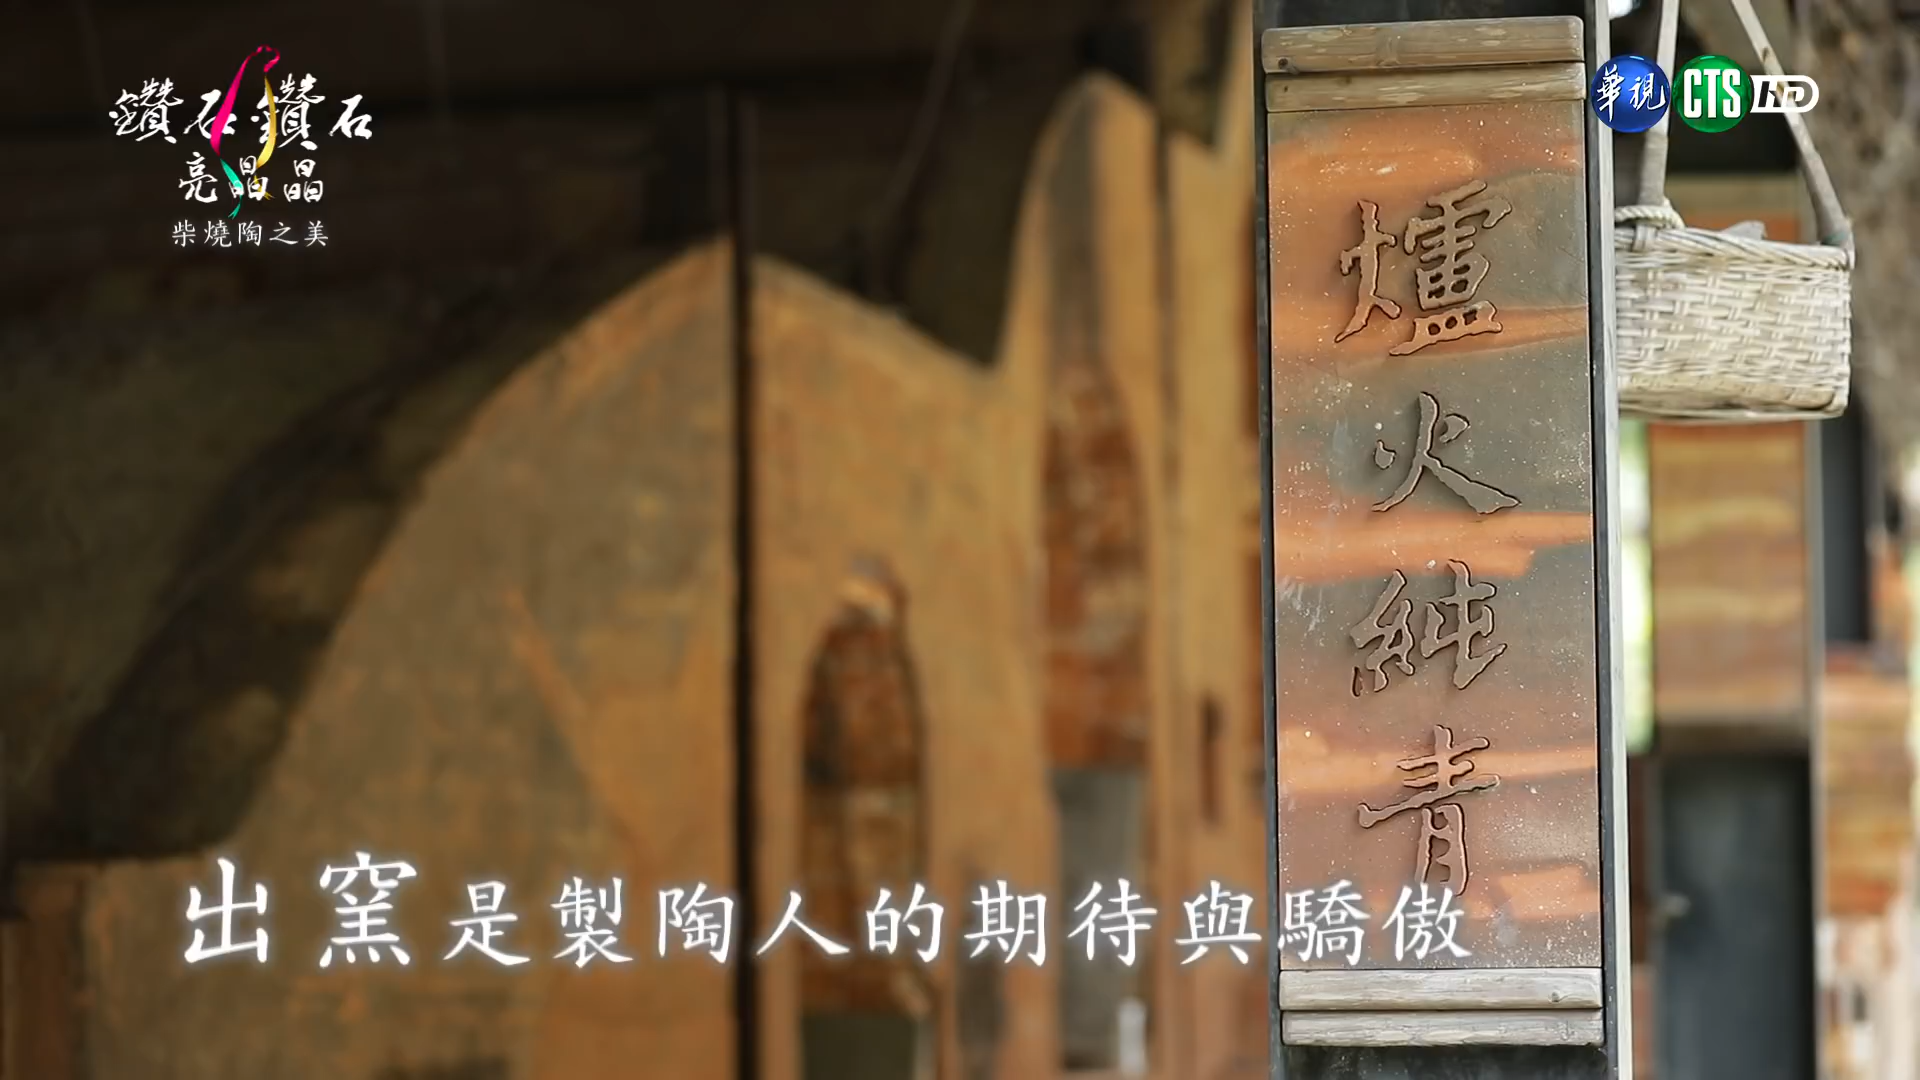 鑽石鑽石
亮晶晶
柴燒陶之美
華視 CTS HD
爐火純青
出窯是製陶人的期待與驕傲